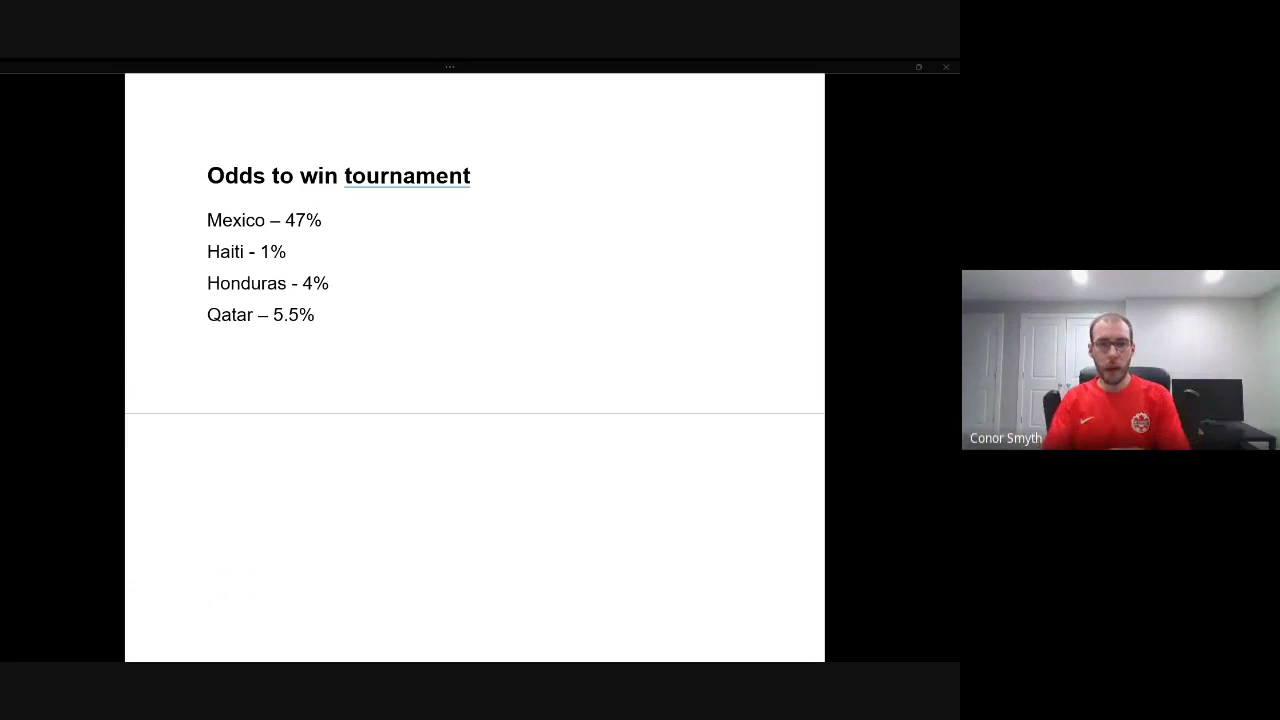 Odds to win tournament
Mexico – 47%
Haiti - 1%
Honduras - 4%
Qatar – 5.5%
Conor Smyth